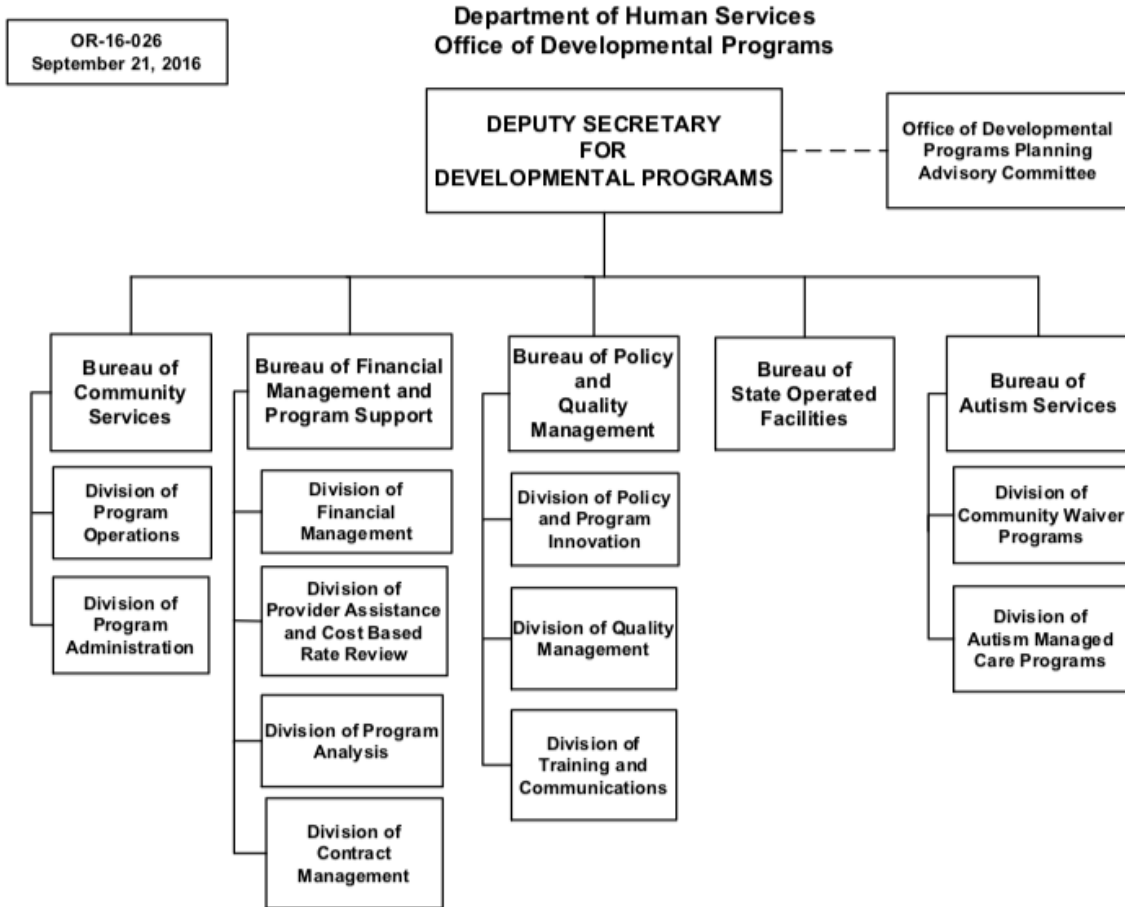 Department of Human Services
Office of Developmental Programs
OR-16-026
September 21, 2016
DEPUTY SECRETARY
FOR
DEVELOPMENTAL PROGRAMS
Office of Developmental
Programs Planning
Advisory Committee
Bureau of
Community
Services
Division of
Program
Operations
Division of
Program
Administration
Bureau of Financial
Management and
Program Support
Division of
Financial
Management
Division of
Provider Assistance
and Cost Based
Rate Review
Division of Program
Analysis
Division of
Contract
Management
Bureau of Policy
and
Quality
Management
Division of Policy
and Program
Innovation
Division of Quality
Management
Division of
Training and
Communications
Bureau of
State Operated
Facilities
Bureau of
Autism Services
Division of
Community Waiver
Programs
Division of
Autism Managed
Care Programs